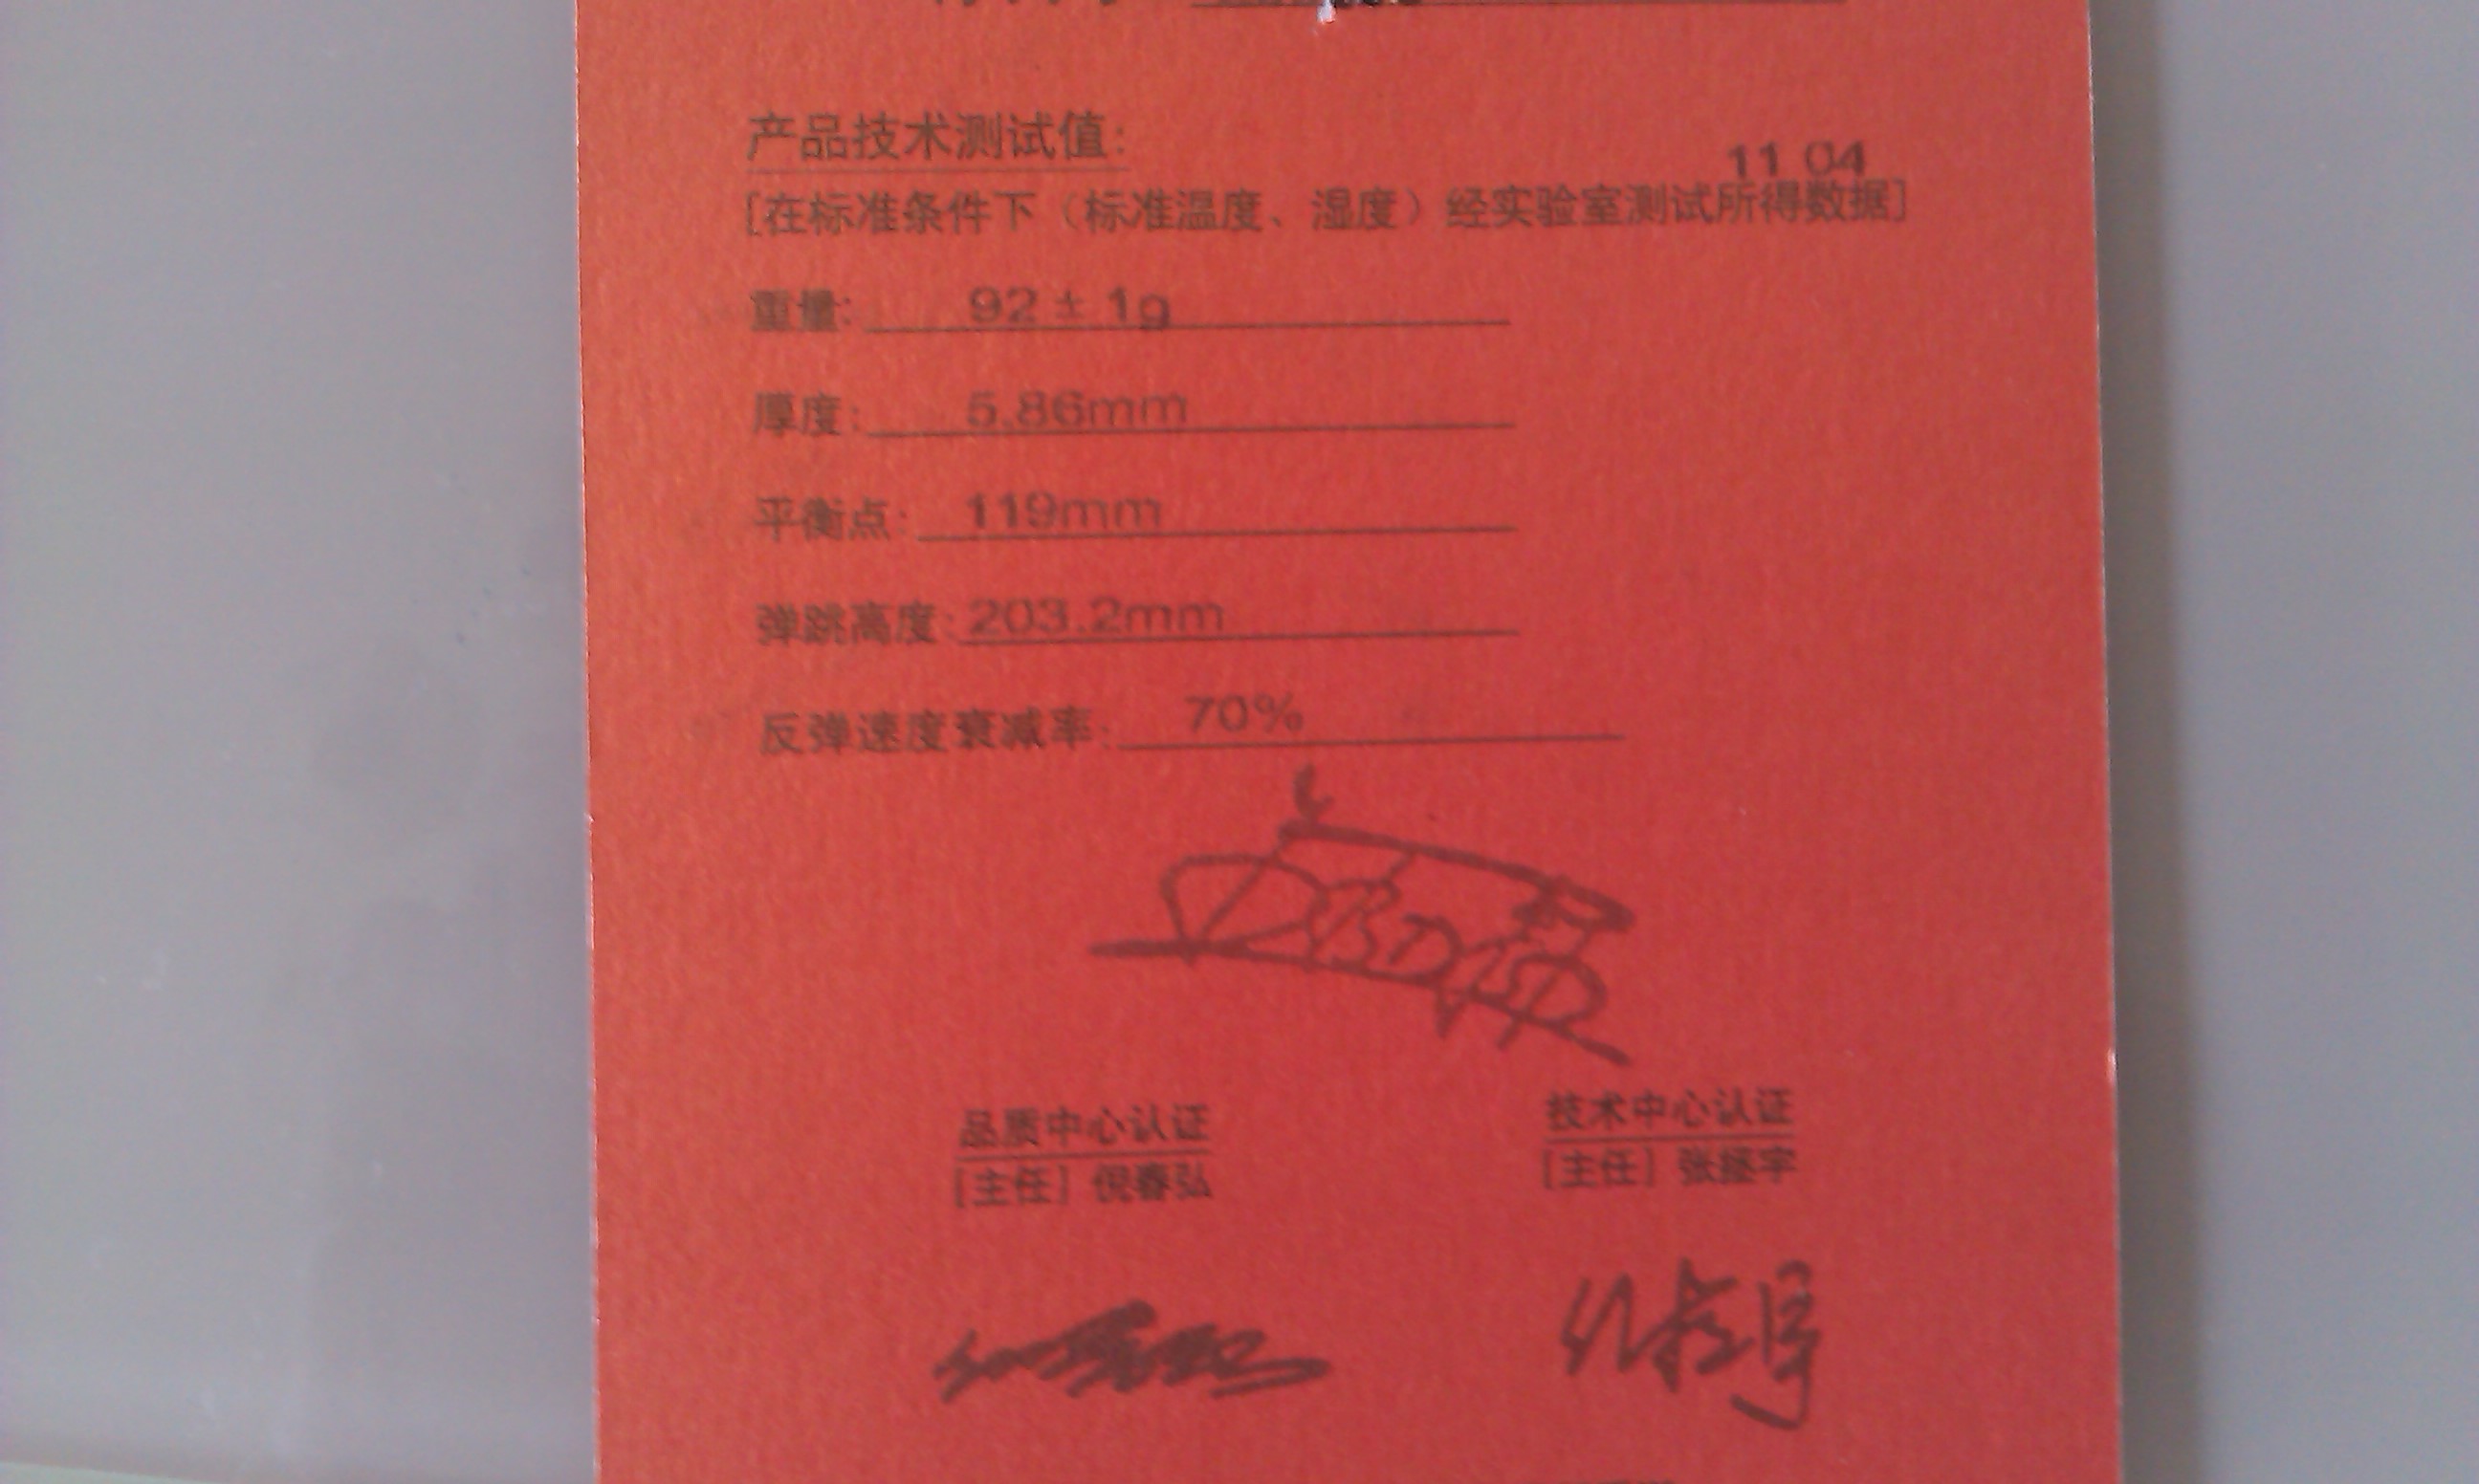 产品技术测试值:
11 04
[在标准条件下（标准温度、湿度）经实验室测试所得数据]
重量: 92 ± 1g
厚度: 5.86mm
平衡点: 119mm
弹跳高度: 203.2mm
反弹速度衰减率: 70%
品质中心认证
技术中心认证
[主任] 倪春弘
[主任] 张继宇